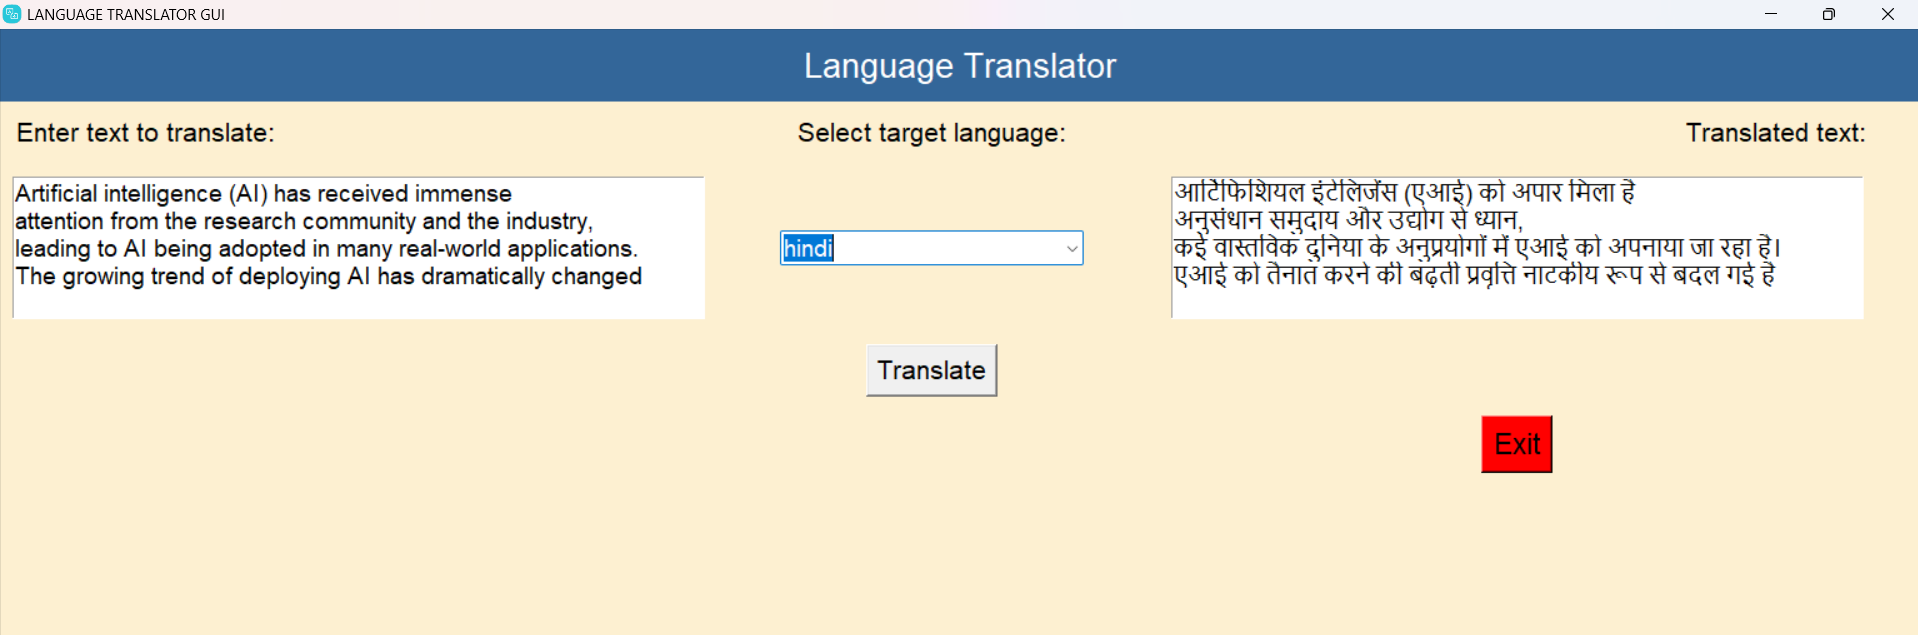 LANGUAGE TRANSLATOR GUI
Language Translator
Enter text to translate:
Select target language:
Translated text:
Artificial intelligence (AI) has received immense
attention from the research community and the industry,
leading to AI being adopted in many real-world applications.
The growing trend of deploying AI has dramatically changed
hindi
आर्टिफिशियल इंटेलिजेंस (एआई) को अपार मिला है
अनुसंधान समुदाय और उद्योग से ध्यान,
कई वास्तविक दुनिया के अनुप्रयोगों में एआई को अपनाया जा रहा है।
एआई को तैनात करने की बढ़ती प्रवृत्ति नाटकीय रूप से बदल गई है
Translate
Exit